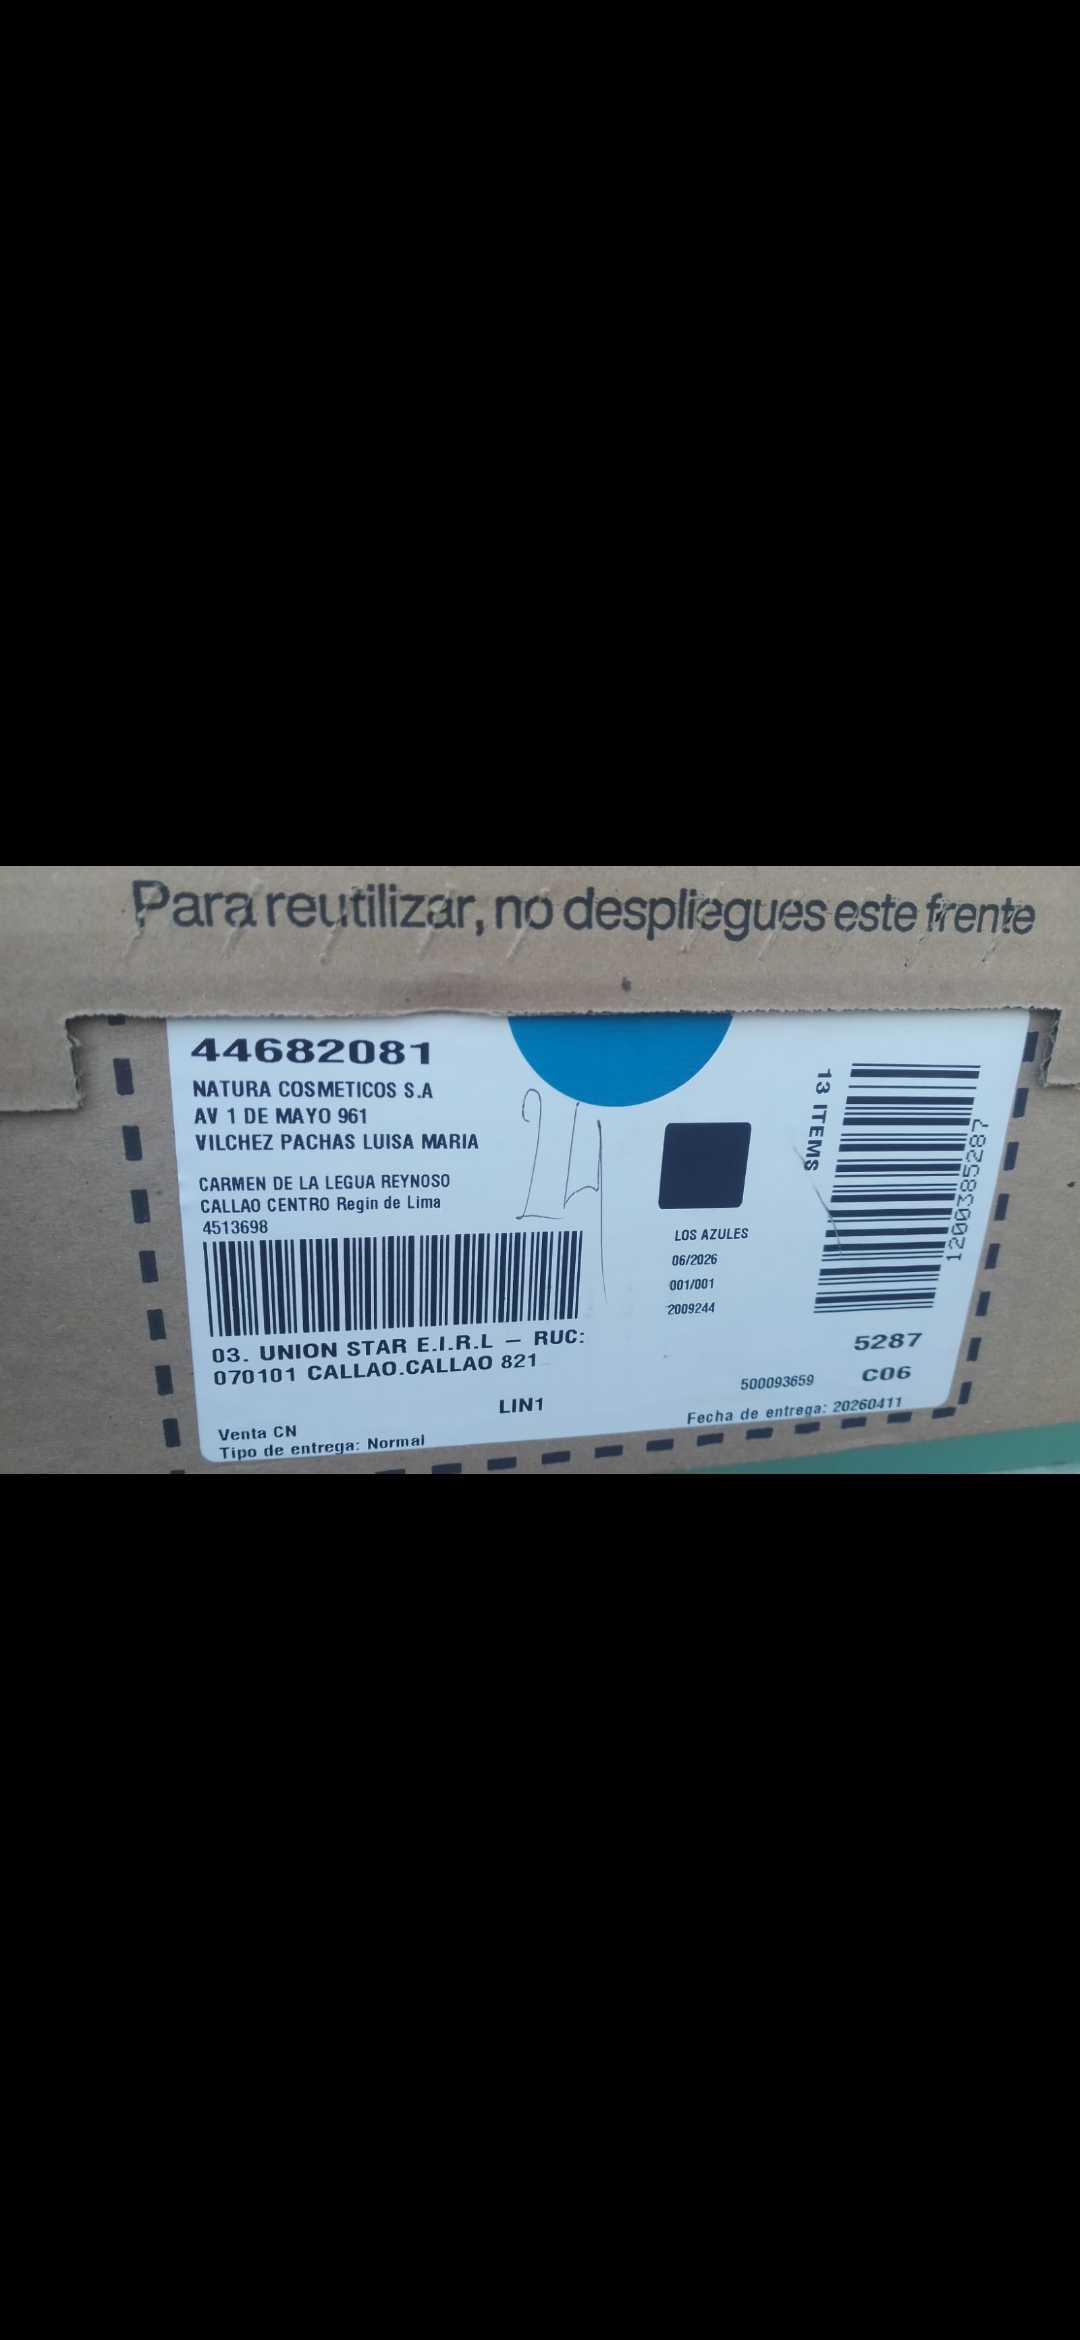 Para reutilizar, no despliegues este frente
44682081
NATURA COSMETICOS S.A
AV 1 DE MAYO 961
VILCHEZ PACHAS LUISA MARIA
CARMEN DE LA LEGUA REYNOSO
CALLAO CENTRO Regin de Lima
4513698
03. UNION STAR E.I.R.L – RUC:
070101 CALLAO.CALLAO 821
LIN1
Venta CN
Tipo de entrega: Normal
24
LOS AZULES
06/2026
001/001
2009244
13 ITEMS
1200385287
5287
500093659 C06
Fecha de entrega: 20260411